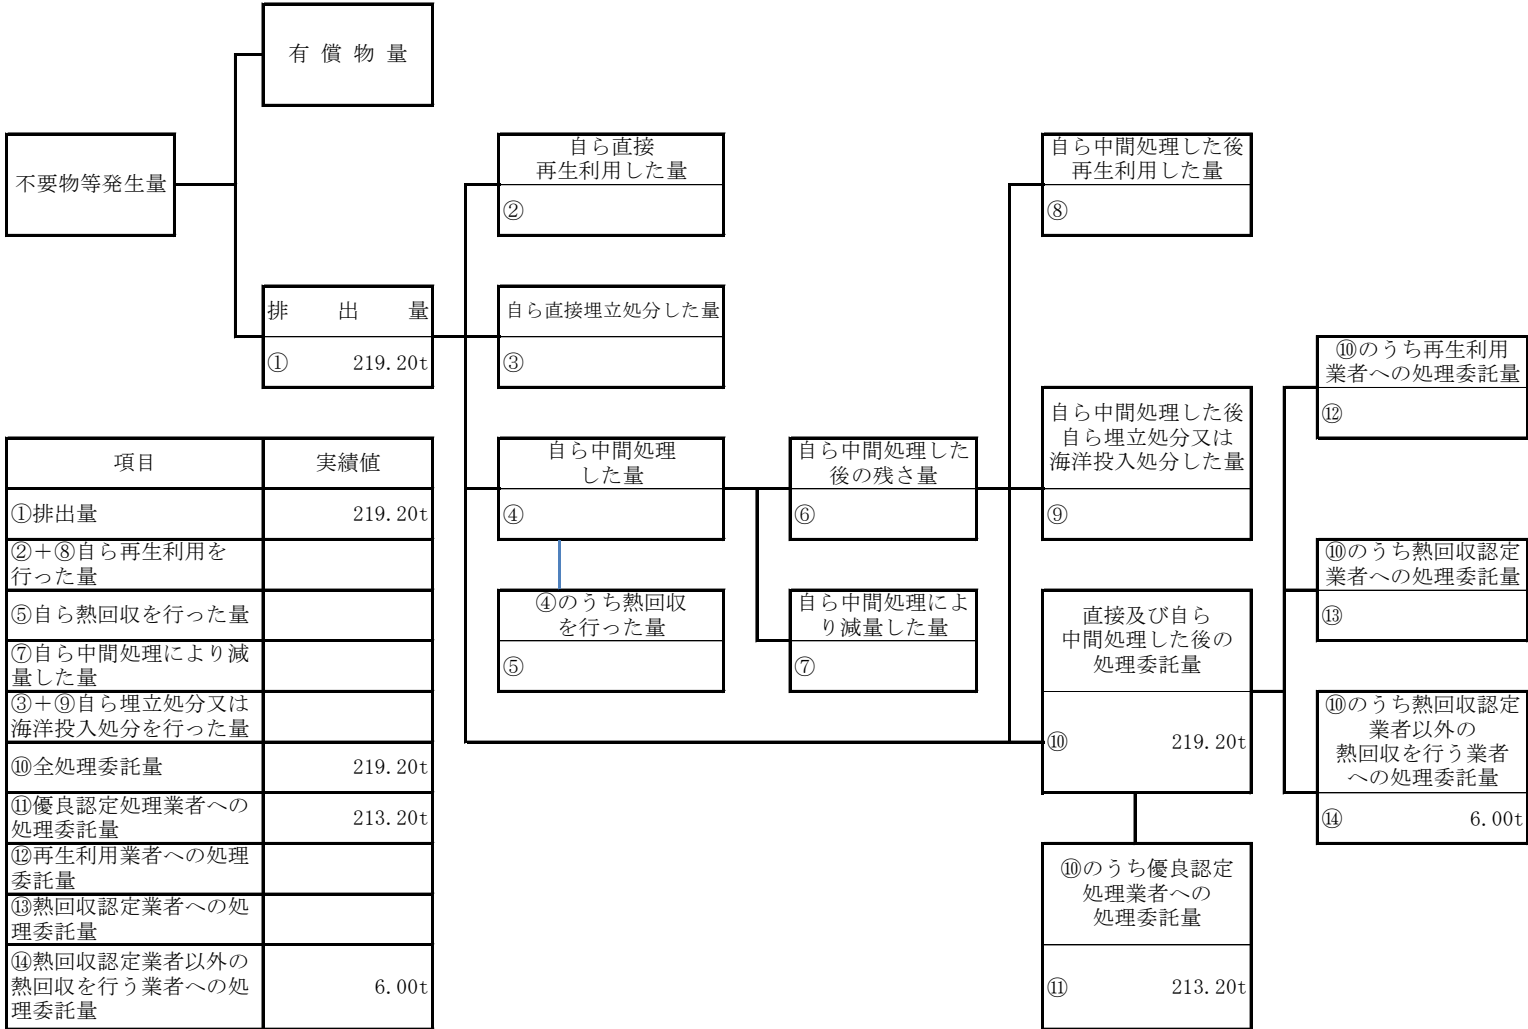 有償物量
不要物等発生量
排出量
① 219.20t
自ら直接
再生利用した量
②
自ら直接埋立処分した量
③
自ら中間処理
した量
④
④のうち熱回収
を行った量
⑤
自ら中間処理した
後の残さ量
⑥
自ら中間処理によ
り減量した量
⑦
自ら中間処理した後
再生利用した量
⑧
自ら中間処理した後
自ら埋立処分又は
海洋投入処分した量
⑨
直接及び自ら
中間処理した後の
処理委託量
⑩ 219.20t
⑩のうち優良認定
処理業者への
処理委託量
⑪ 213.20t
⑩のうち再生利用
業者への処理委託量
⑫
⑩のうち熱回収認定
業者への処理委託量
⑬
⑩のうち熱回収認定
業者以外の
熱回収を行う業者
への処理委託量
⑭ 6.00t
項目 実績値
①排出量 219.20t
②+⑧自ら再生利用を
行った量
⑤自ら熱回収を行った量
⑦自ら中間処理により減
量した量
③+⑨自ら埋立処分又は
海洋投入処分を行った量
⑩全処理委託量 219.20t
⑪優良認定処理業者への
処理委託量 213.20t
⑫再生利用業者への処理
委託量
⑬熱回収認定業者への処
理委託量
⑭熱回収認定業者以外の
熱回収を行う業者への処
理委託量 6.00t